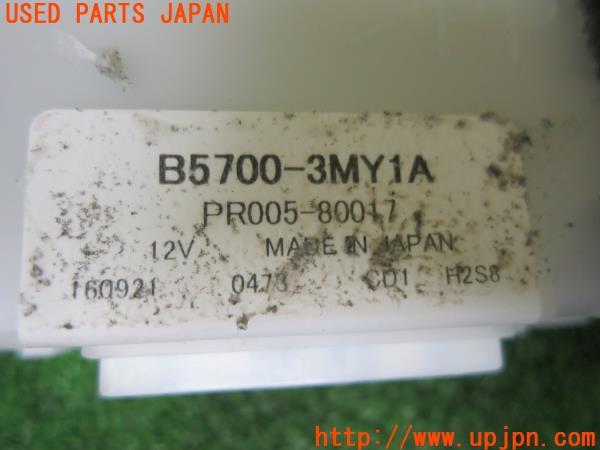 USED PARTS JAPAN
B5700-3MY1A
PR005-80017
12V MADE IN JAPAN
160921 0473 CD1 H2S8
http://www.upjpn.com/